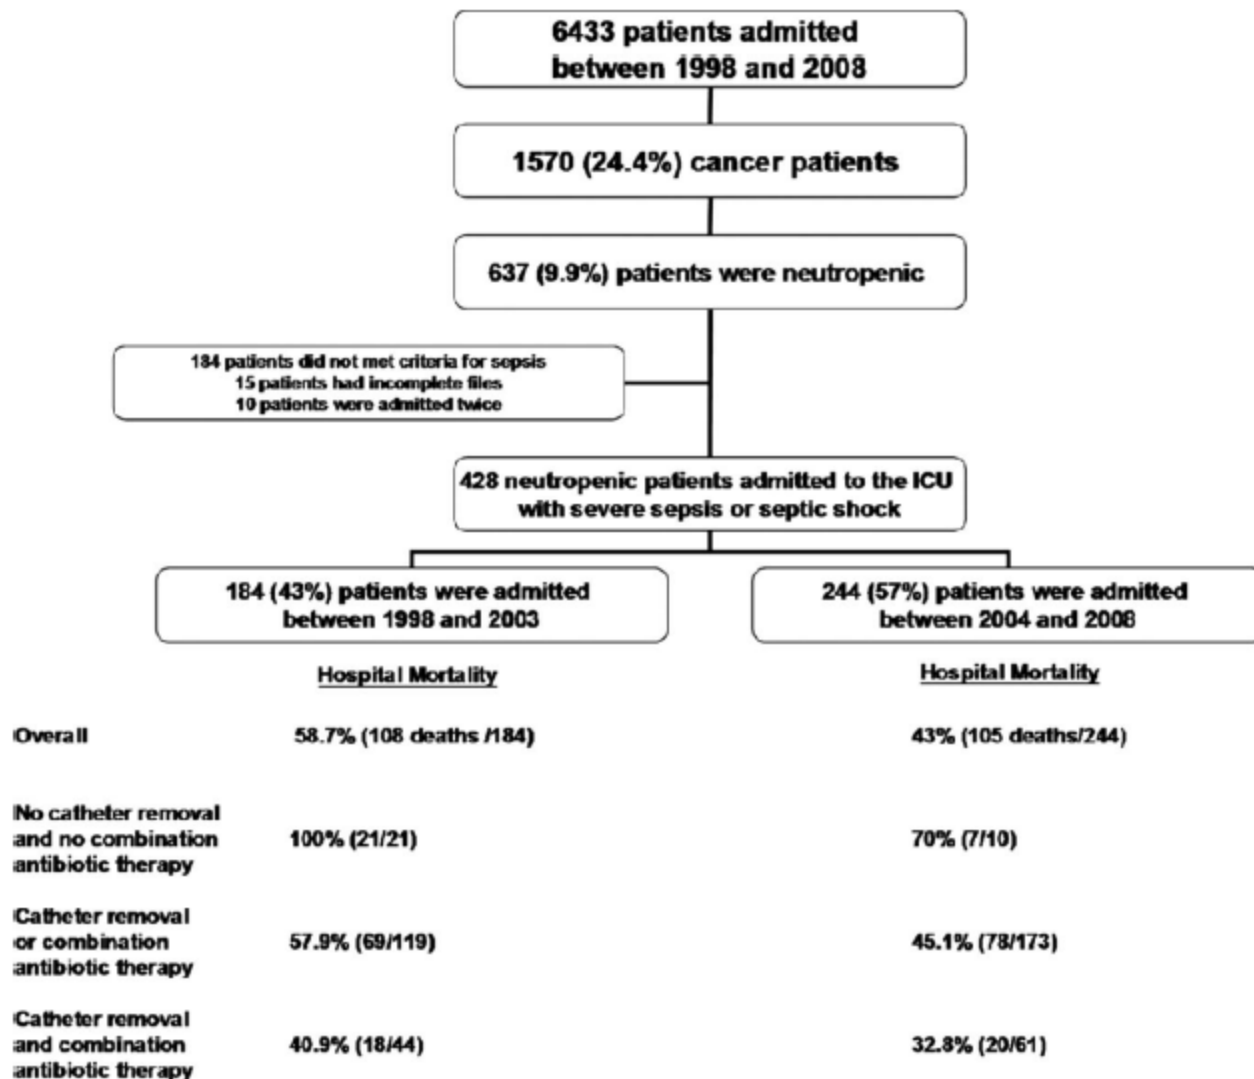 6433 patients admitted
between 1998 and 2008
1570 (24.4%) cancer patients
637 (9.9%) patients were neutropenic
184 patients did not met criteria for sepsis
15 patients had incomplete files
10 patients were admitted twice
428 neutropenic patients admitted to the ICU
with severe sepsis or septic shock
184 (43%) patients were admitted
between 1998 and 2003
244 (57%) patients were admitted
between 2004 and 2008
Hospital Mortality
Hospital Mortality
Overall
58.7% (108 deaths /184)
43% (105 deaths/244)
No catheter removal
and no combination
antibiotic therapy
100% (21/21)
70% (7/10)
Catheter removal
or combination
antibiotic therapy
57.9% (69/119)
45.1% (78/173)
Catheter removal
and combination
antibiotic therapy
40.9% (18/44)
32.8% (20/61)